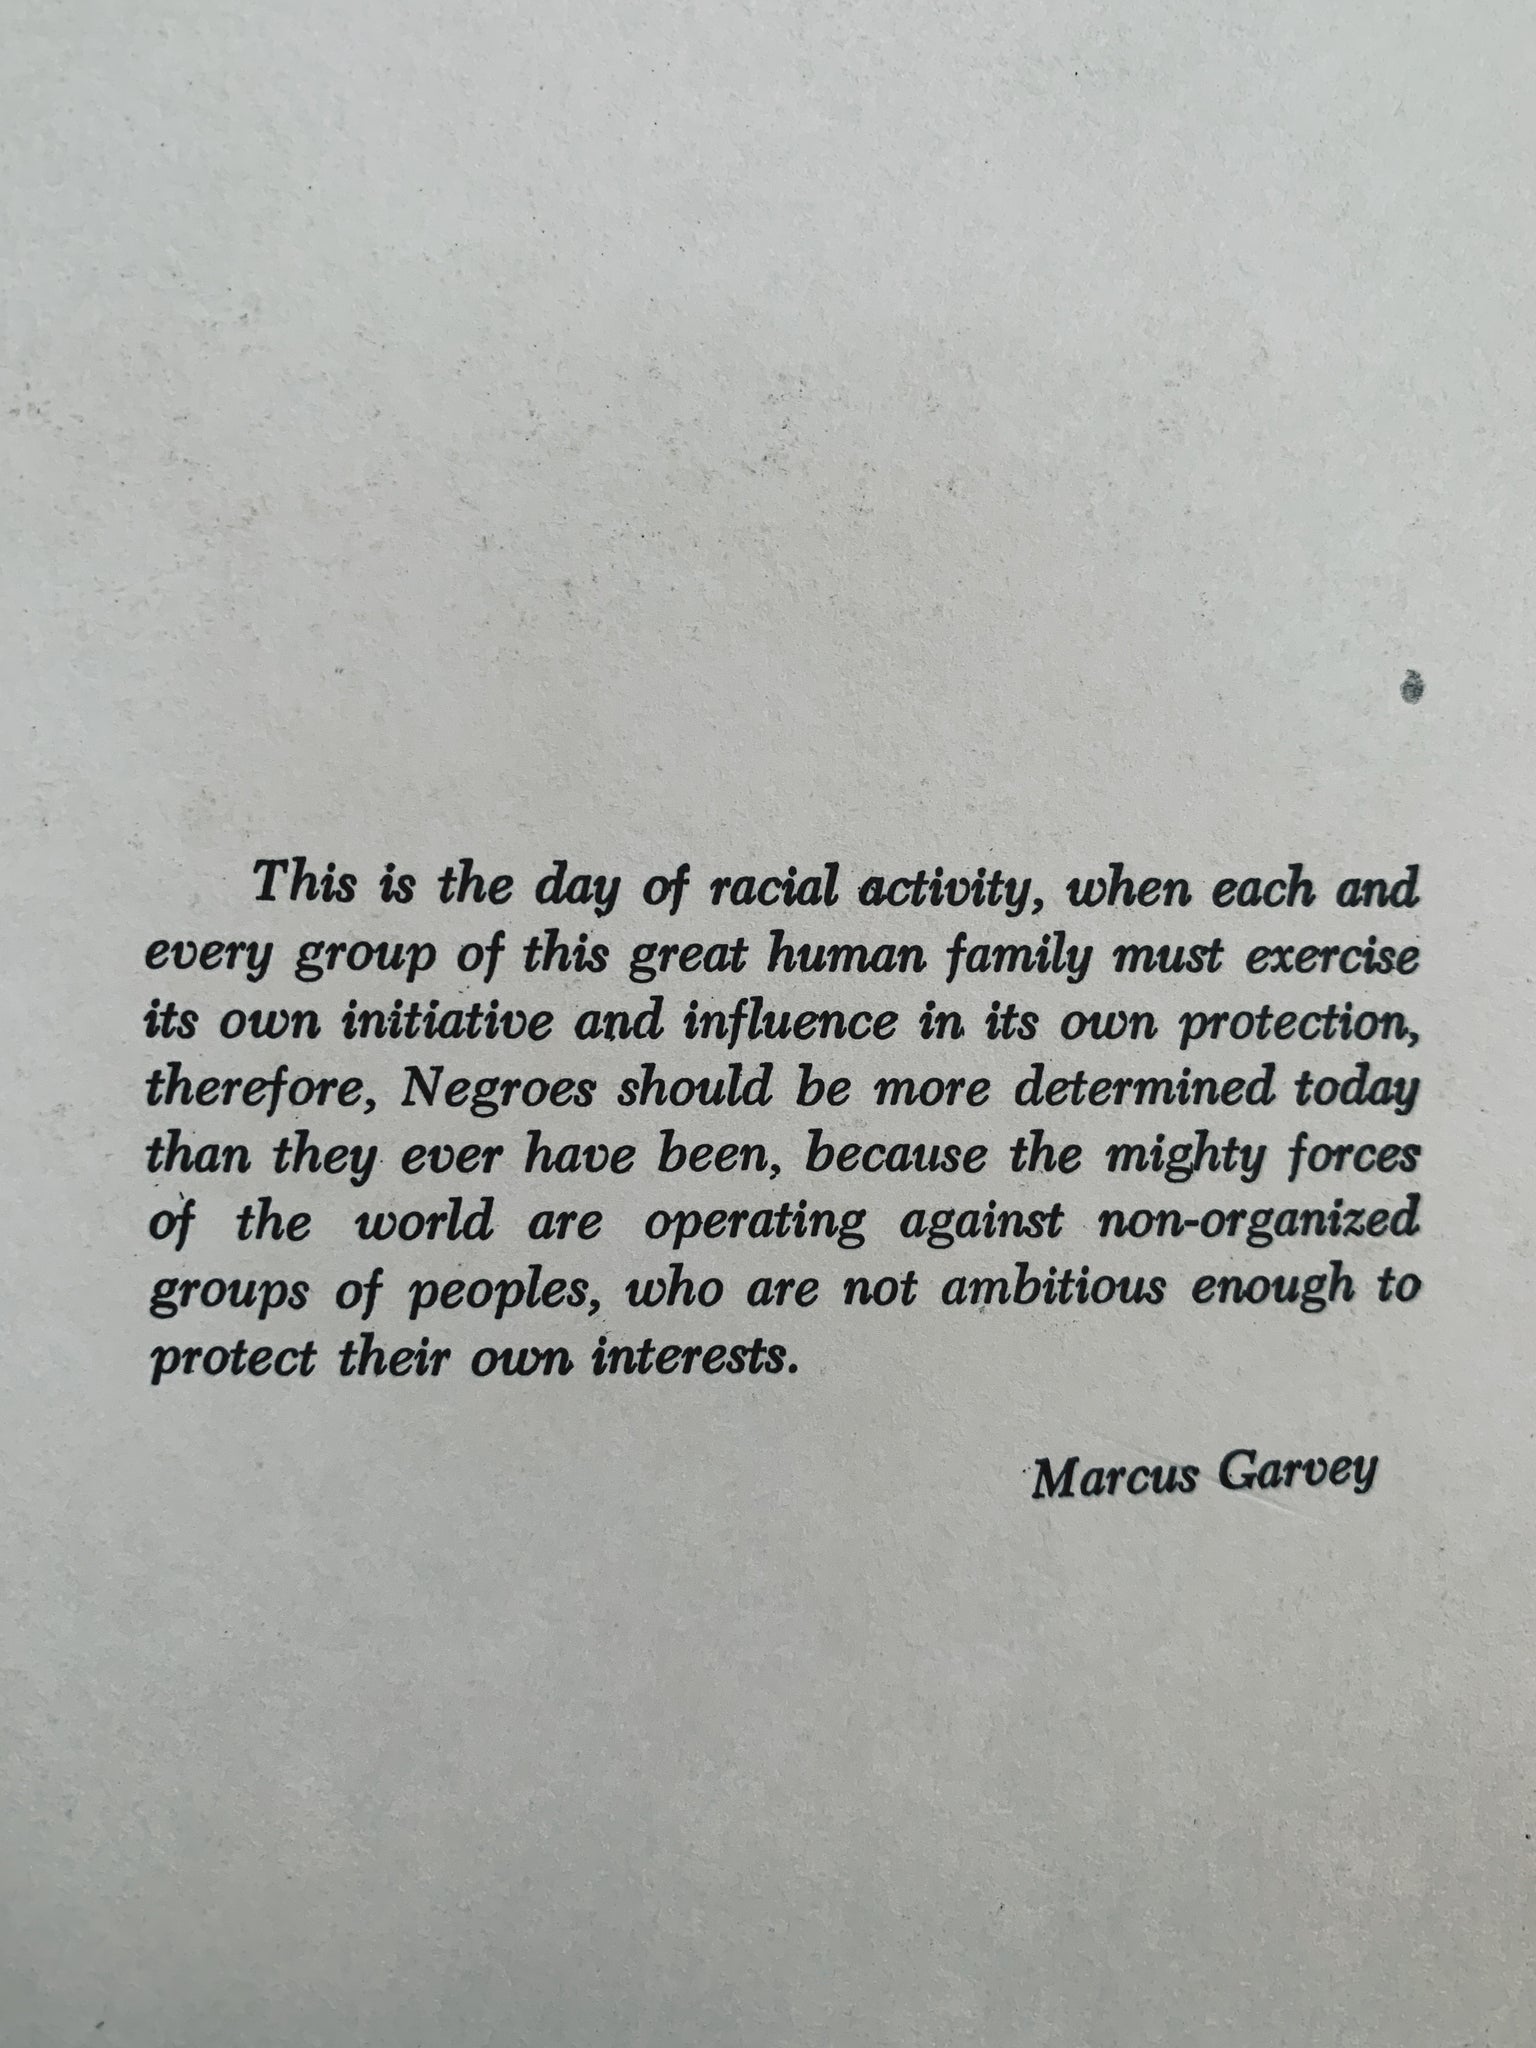 This is the day of racial activity, when each and
every group of this great human family must exercise
its own initiative and influence in its own protection,
therefore, Negroes should be more determined today
than they ever have been, because the mighty forces
of the world are operating against non-organized
groups of peoples, who are not ambitious enough to
protect their own interests.
Marcus Garvey